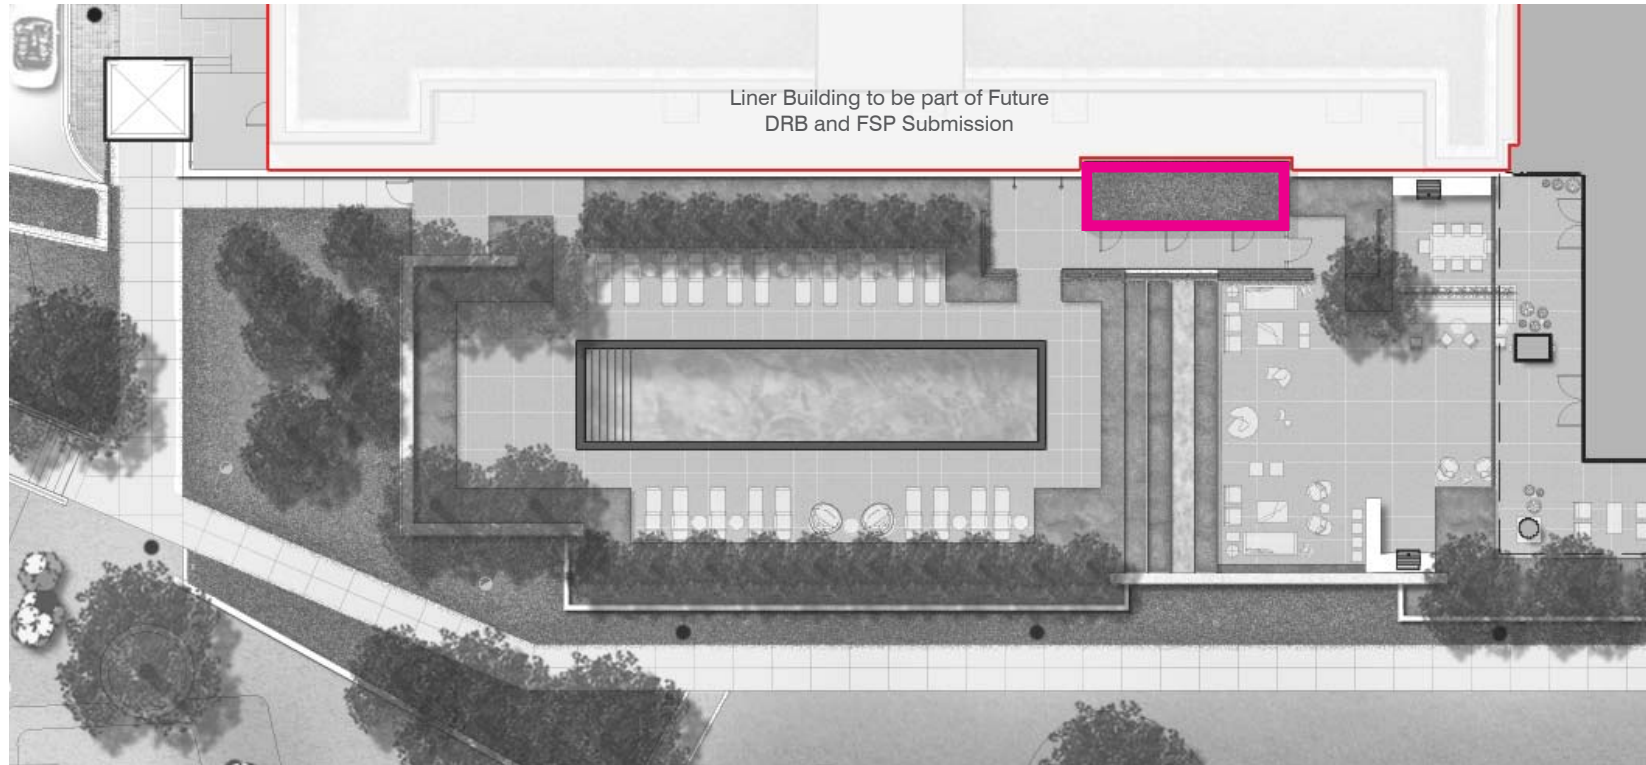 Liner Building to be part of Future
DRB and FSP Submission